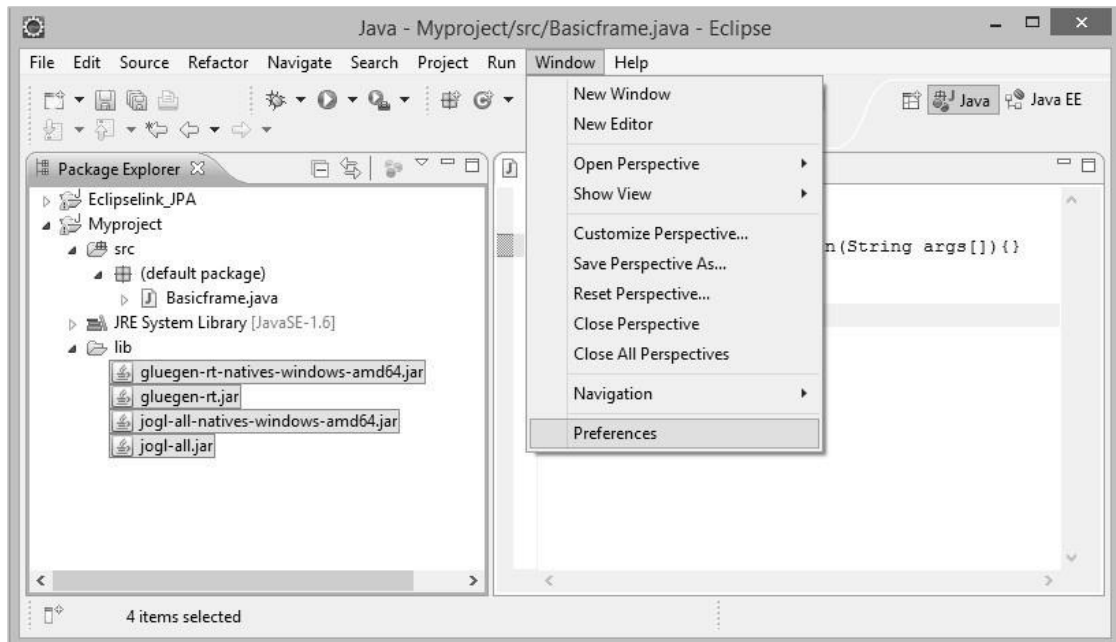 Java - Myproject/src/Basicframe.java - Eclipse
File Edit Source Refactor Navigate Search Project Run Window Help
Java Java EE
Package Explorer
Eclipselink_JPA
Myproject
src
(default package)
Basicframe.java
JRE System Library [JavaSE-1.6]
lib
gluegen-rt-natives-windows-amd64.jar
gluegen-rt.jar
jogl-all-natives-windows-amd64.jar
jogl-all.jar
New Window
New Editor
Open Perspective
Show View
Customize Perspective...
Save Perspective As...
Reset Perspective...
Close Perspective
Close All Perspectives
Navigation
Preferences
n(String args[]){}
4 items selected